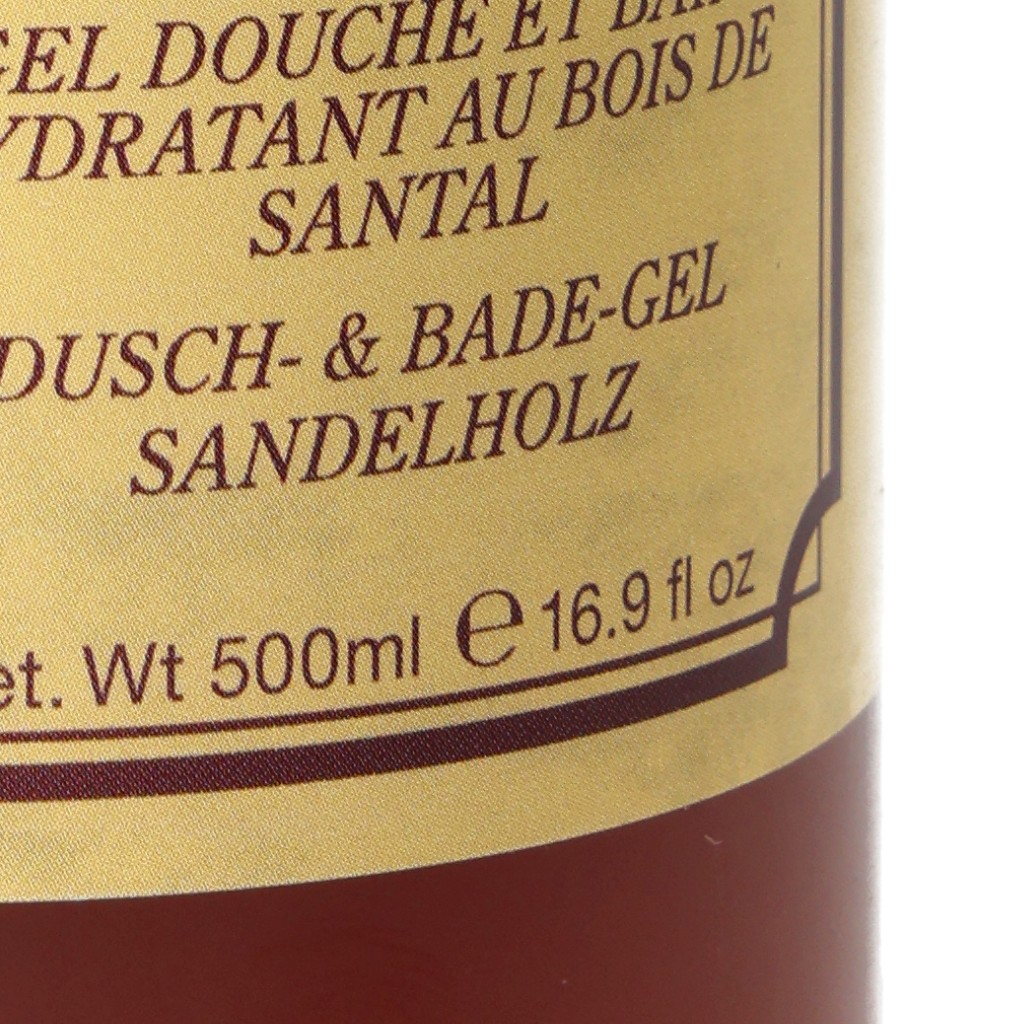 GEL DOUCHE ET BAIN
YDRATANT AU BOIS DE
SANTAL
DUSCH- & BADE-GEL
SANDELHOLZ
et. Wt 500ml ℮ 16.9 fl oz